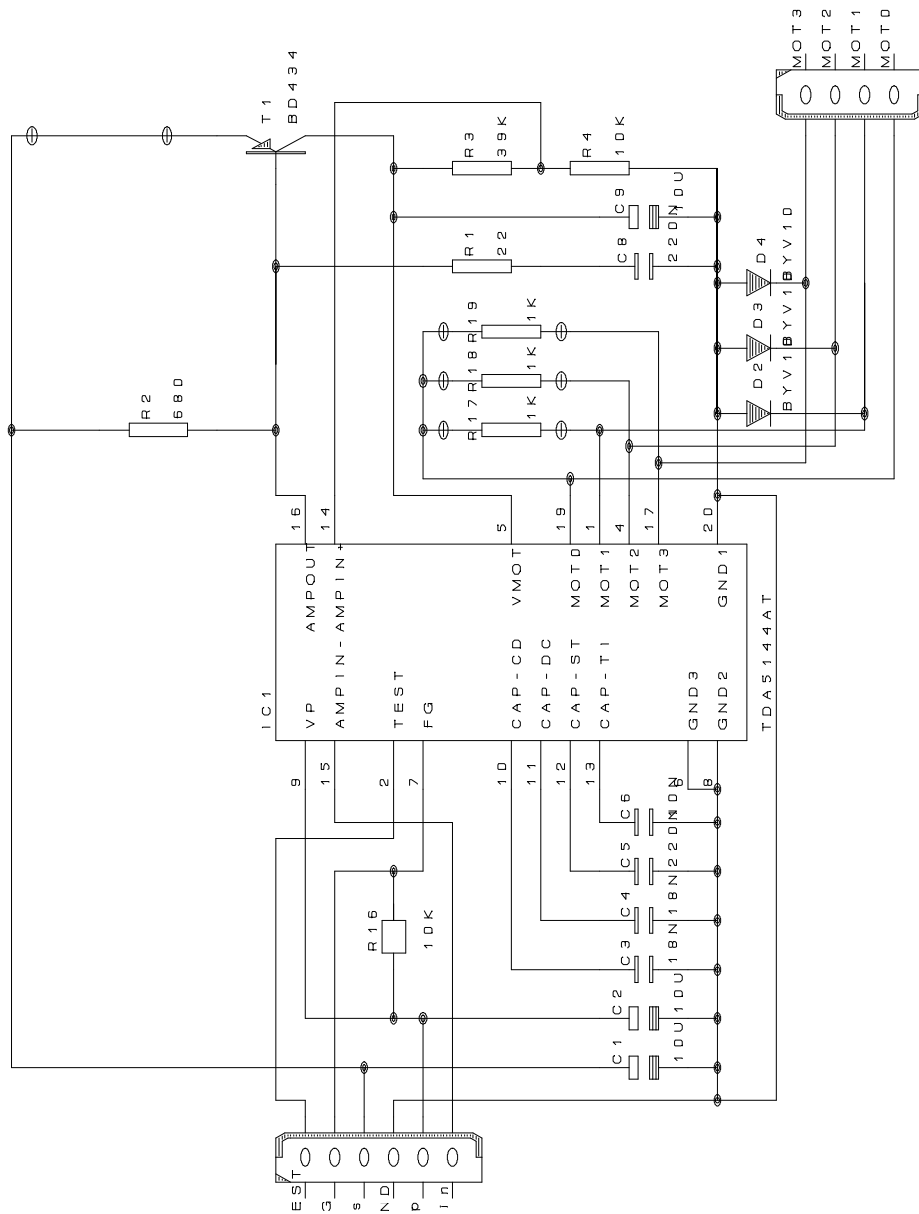 MOT3
MOT2
MOT1
MOT0
T1
BD434
R3
39K
R4
10K
C9
10U
R1
22
C8
220N
D4
BYV10
D3
BYV10
D2
BYV10
R19
1K
R18
1K
R17
1K
R2
680
16
14
5
19
1
4
17
20
AMPOUT
AMPIN-AMPIN+
VMOT
MOT0
MOT1
MOT2
MOT3
GND1
IC1
VP
TEST
FG
CAP-CD
CAP-DC
CAP-ST
CAP-TI
GND3
GND2
TDA5144AT
9
15
2
7
10
11
12
13
6
8
C6
10N
C5
220N
C4
18N
C3
18N
C2
10U
C1
10U
R16
10K
EST
G
s
ND
p
in